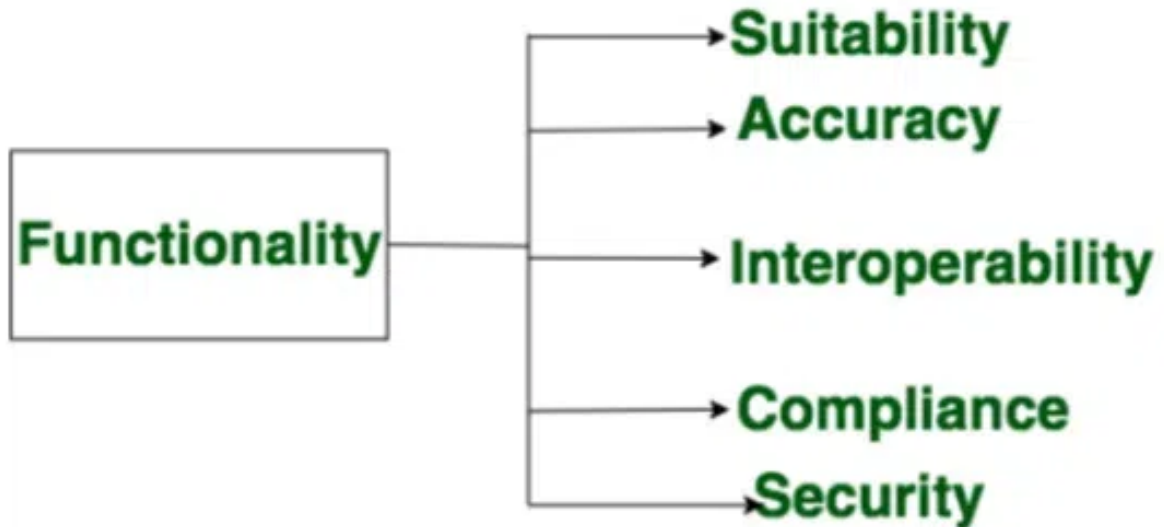 Suitability
Accuracy
Functionality
Interoperability
Compliance
Security